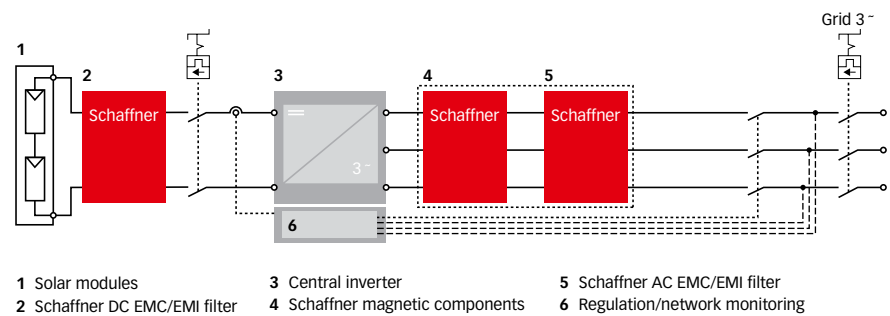 Grid 3~
1
2
3
4
5
Schaffner
Schaffner
Schaffner
3~
6
1 Solar modules
2 Schaffner DC EMC/EMI filter
3 Central inverter
4 Schaffner magnetic components
5 Schaffner AC EMC/EMI filter
6 Regulation/network monitoring